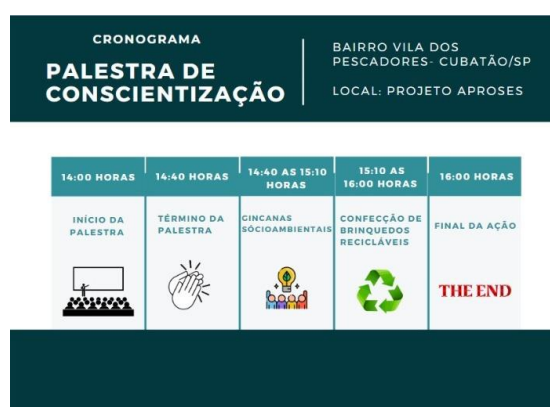 CRONOGRAMA
PALESTRA DE
CONSCIENTIZAÇÃO
BAIRRO VILA DOS
PESCADORES- CUBATÃO/SP
LOCAL: PROJETO APROSES
14:00 HORAS
14:40 HORAS
14:40 AS 15:10
HORAS
15:10 AS
16:00 HORAS
16:00 HORAS
INÍCIO DA
PALESTRA
TÉRMINO DA
PALESTRA
GINCANAS
SÓCIOAMBIENTAIS
CONFECÇÃO DE
BRINQUEDOS
RECICLÁVEIS
FINAL DA AÇÃO
THE END